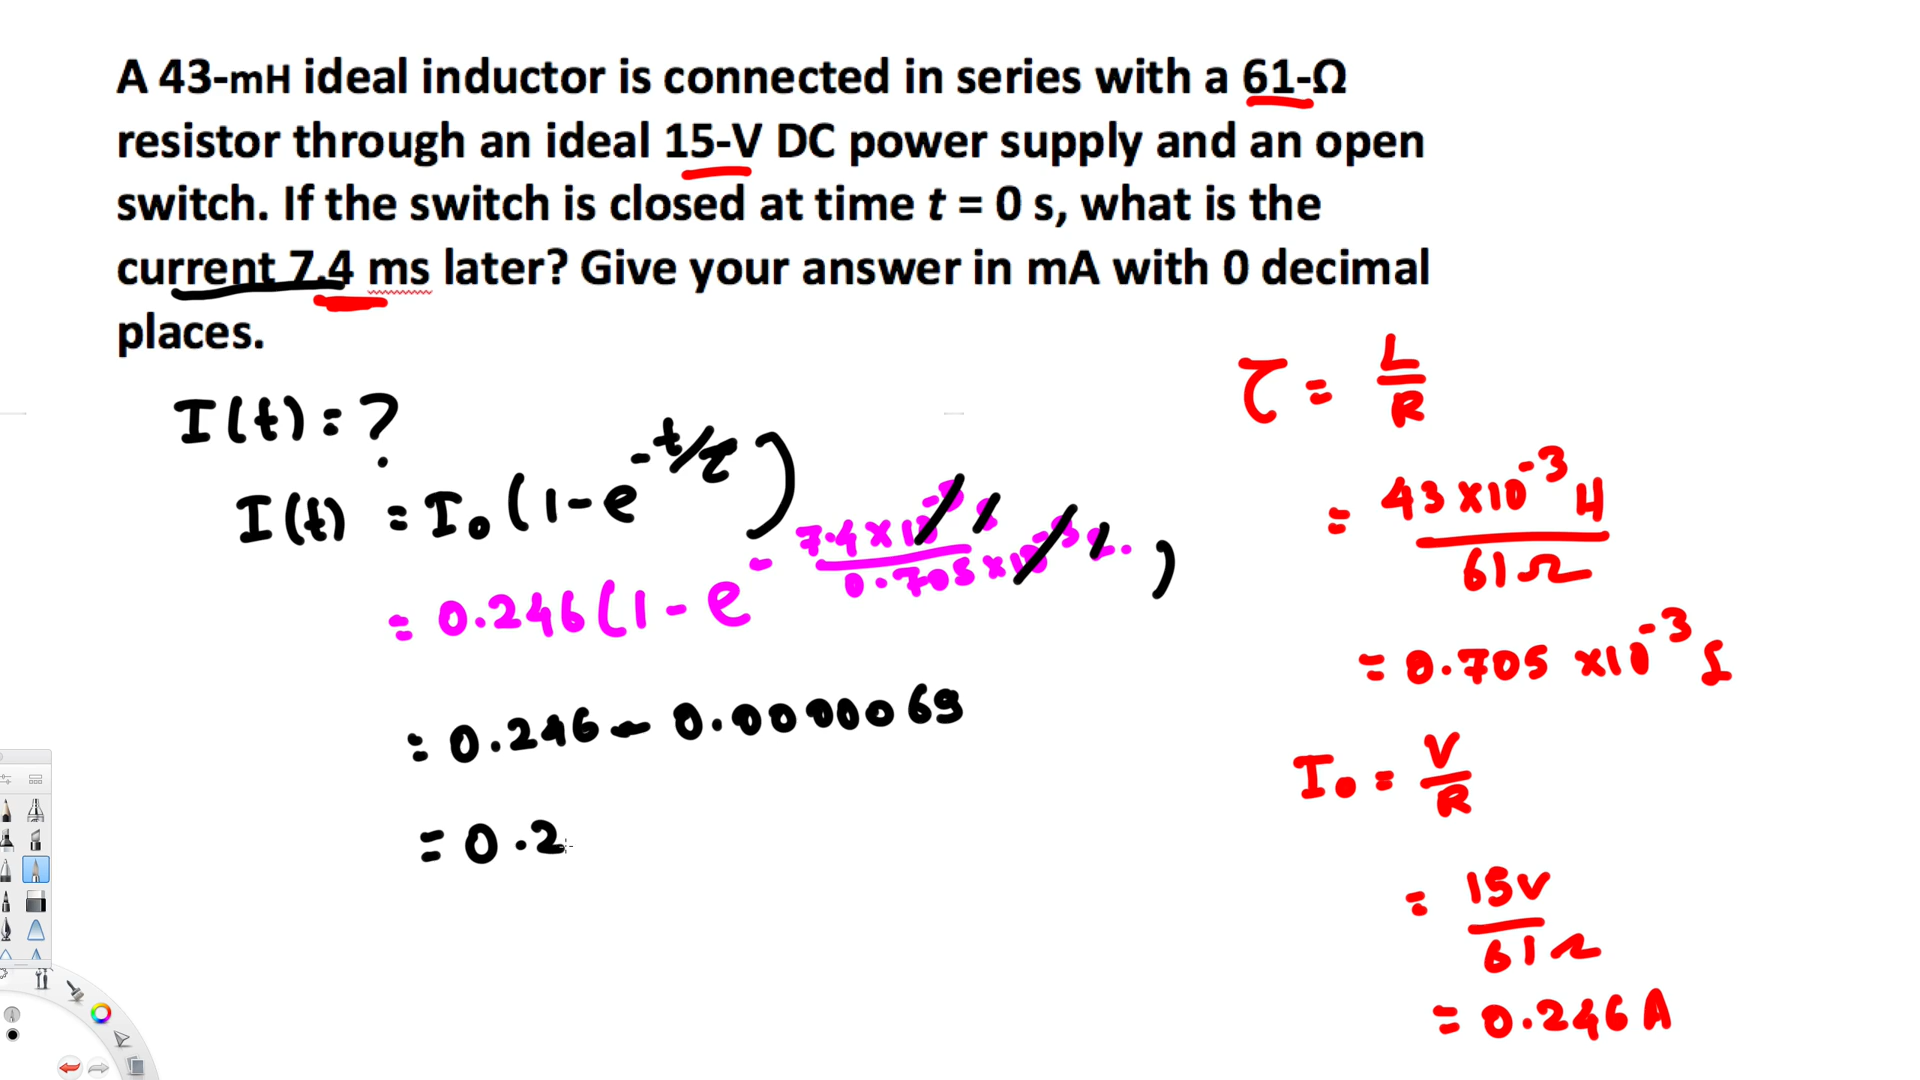 A 43-mH ideal inductor is connected in series with a 61-Ω
resistor through an ideal 15-V DC power supply and an open
switch. If the switch is closed at time t = 0 s, what is the
current 7.4 ms later? Give your answer in mA with 0 decimal
places.
I(t) = ?
I(t) = I₀ (1 - e^{-t/τ})
= 0.246 (1 - e^{- 7.4 × 10^{-3} s / 0.705 × 10^{-3} s})
= 0.246 - 0.00000069
= 0.2
τ = L/R
= 43 × 10^{-3} H / 61 Ω
= 0.705 × 10^{-3} s
I₀ = V/R
= 15V / 61 Ω
= 0.246 A